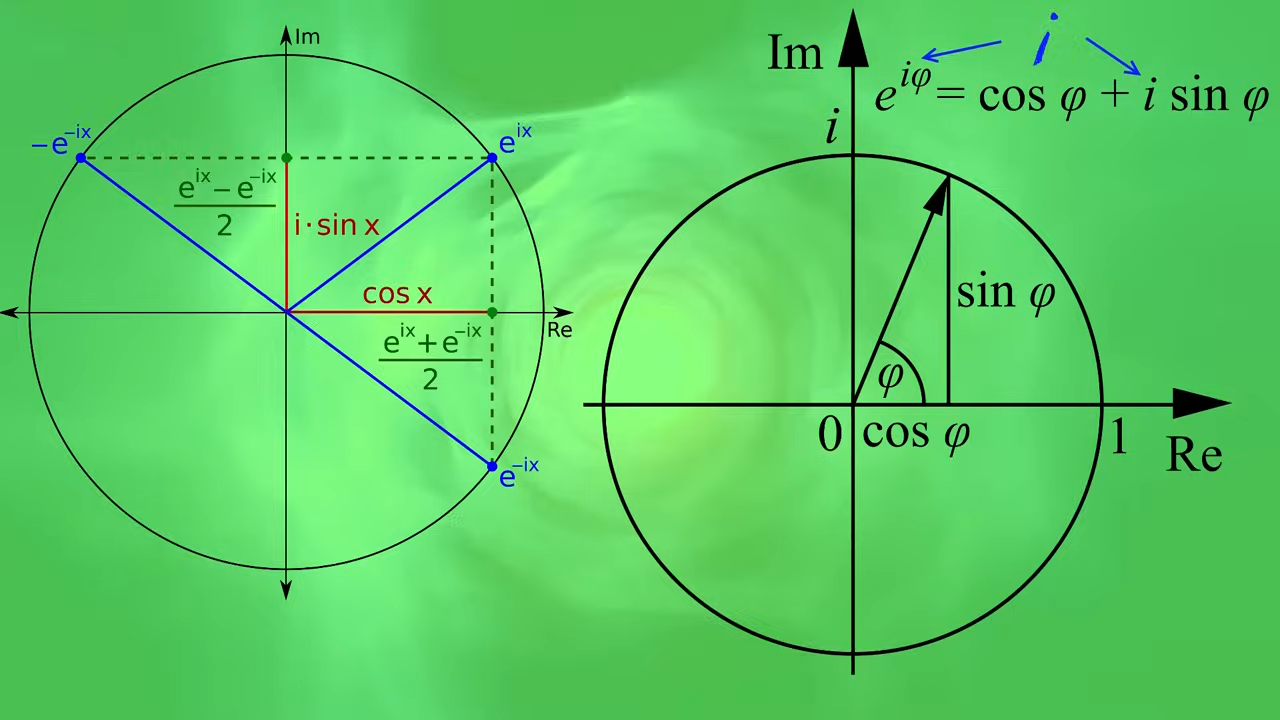 Im
−e^−ix
e^ix
e^ix − e^−ix
2
i·sin x
cos x
Re
e^ix + e^−ix
2
e^−ix
i
Im
e^iφ = cos φ + i sin φ
i
sin φ
φ
0
cos φ
1
Re